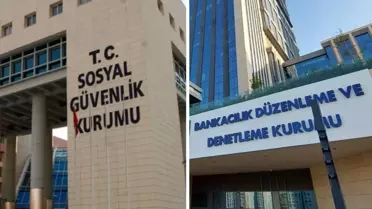 T.C.
SOSYAL
GÜVENLİK
KURUMU
BANKACILIK DÜZENLEME VE
DENETLEME KURUMU